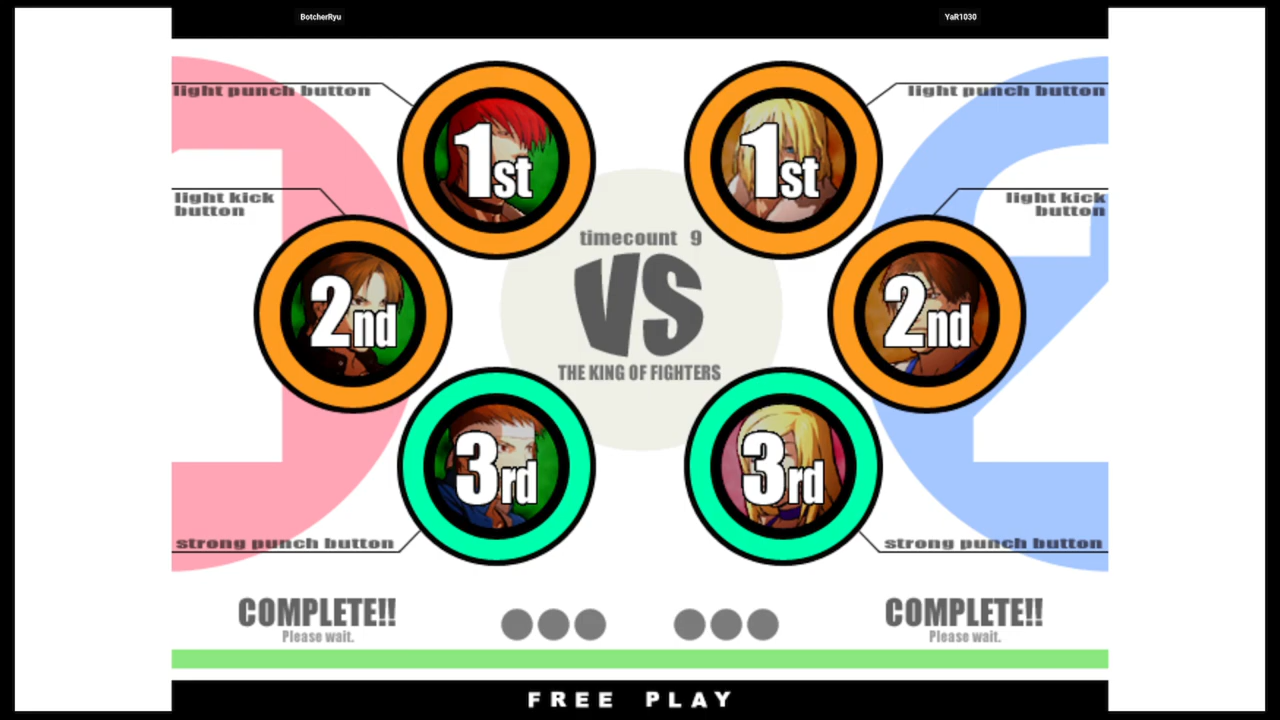 BotcherRyu
YaR1030
light punch button
light punch button
1st
1st
light kick
button
light kick
button
timecount 9
VS
THE KING OF FIGHTERS
2nd
2nd
3rd
3rd
strong punch button
strong punch button
COMPLETE!!
Please wait.
COMPLETE!!
Please wait.
FREE PLAY